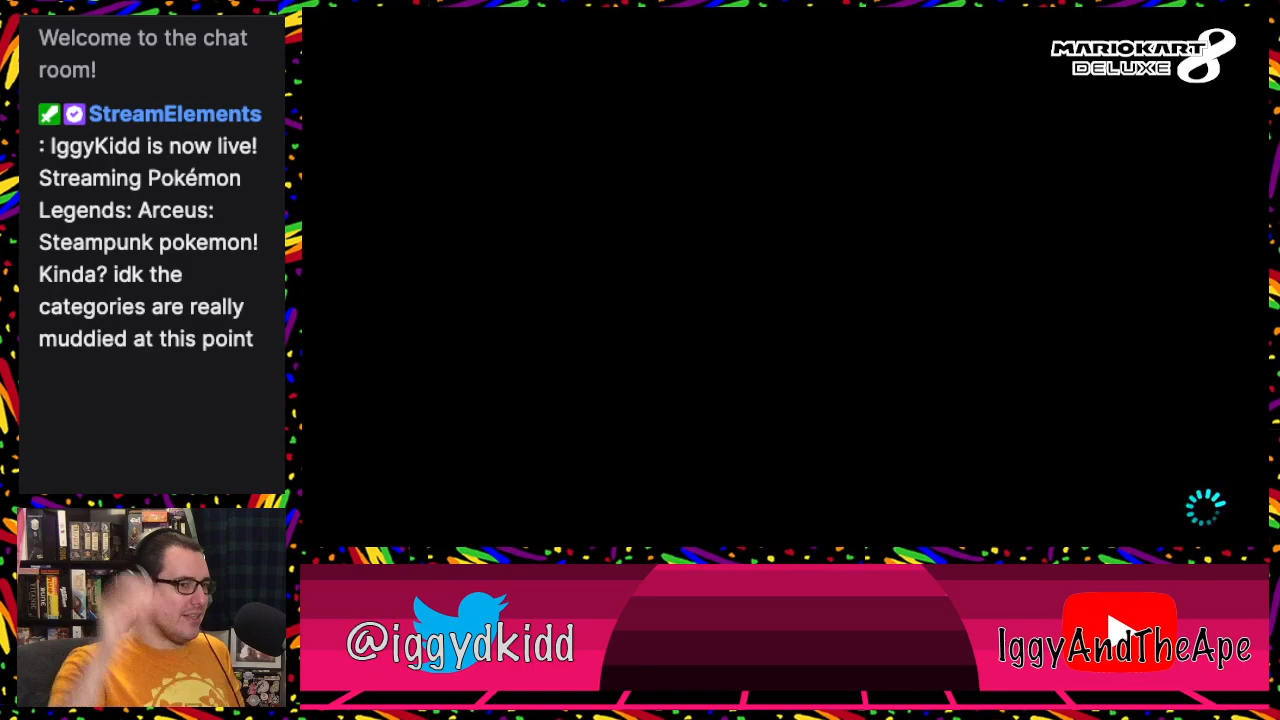 Welcome to the chat
room!
StreamElements
: IggyKidd is now live!
Streaming Pokémon
Legends: Arceus:
Steampunk pokemon!
Kinda? idk the
categories are really
muddied at this point
MARIOKART 8
DELUXE
@iggydkidd
IggyAndTheApe